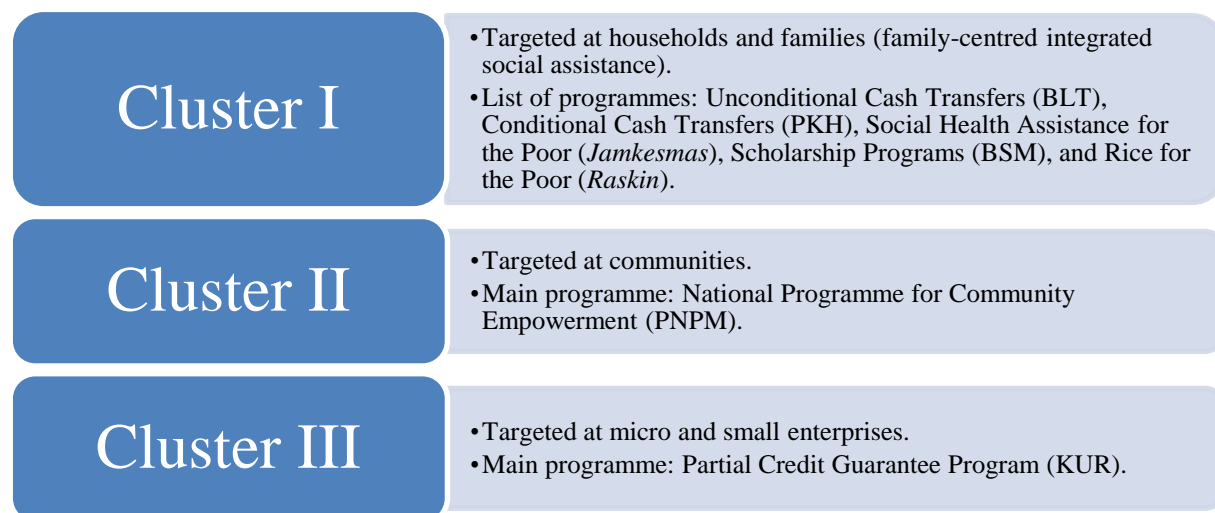 Cluster I
•Targeted at households and families (family-centred integrated
social assistance).
•List of programmes: Unconditional Cash Transfers (BLT),
Conditional Cash Transfers (PKH), Social Health Assistance for
the Poor (Jamkesmas), Scholarship Programs (BSM), and Rice for
the Poor (Raskin).
Cluster II
•Targeted at communities.
•Main programme: National Programme for Community
Empowerment (PNPM).
Cluster III
•Targeted at micro and small enterprises.
•Main programme: Partial Credit Guarantee Program (KUR).